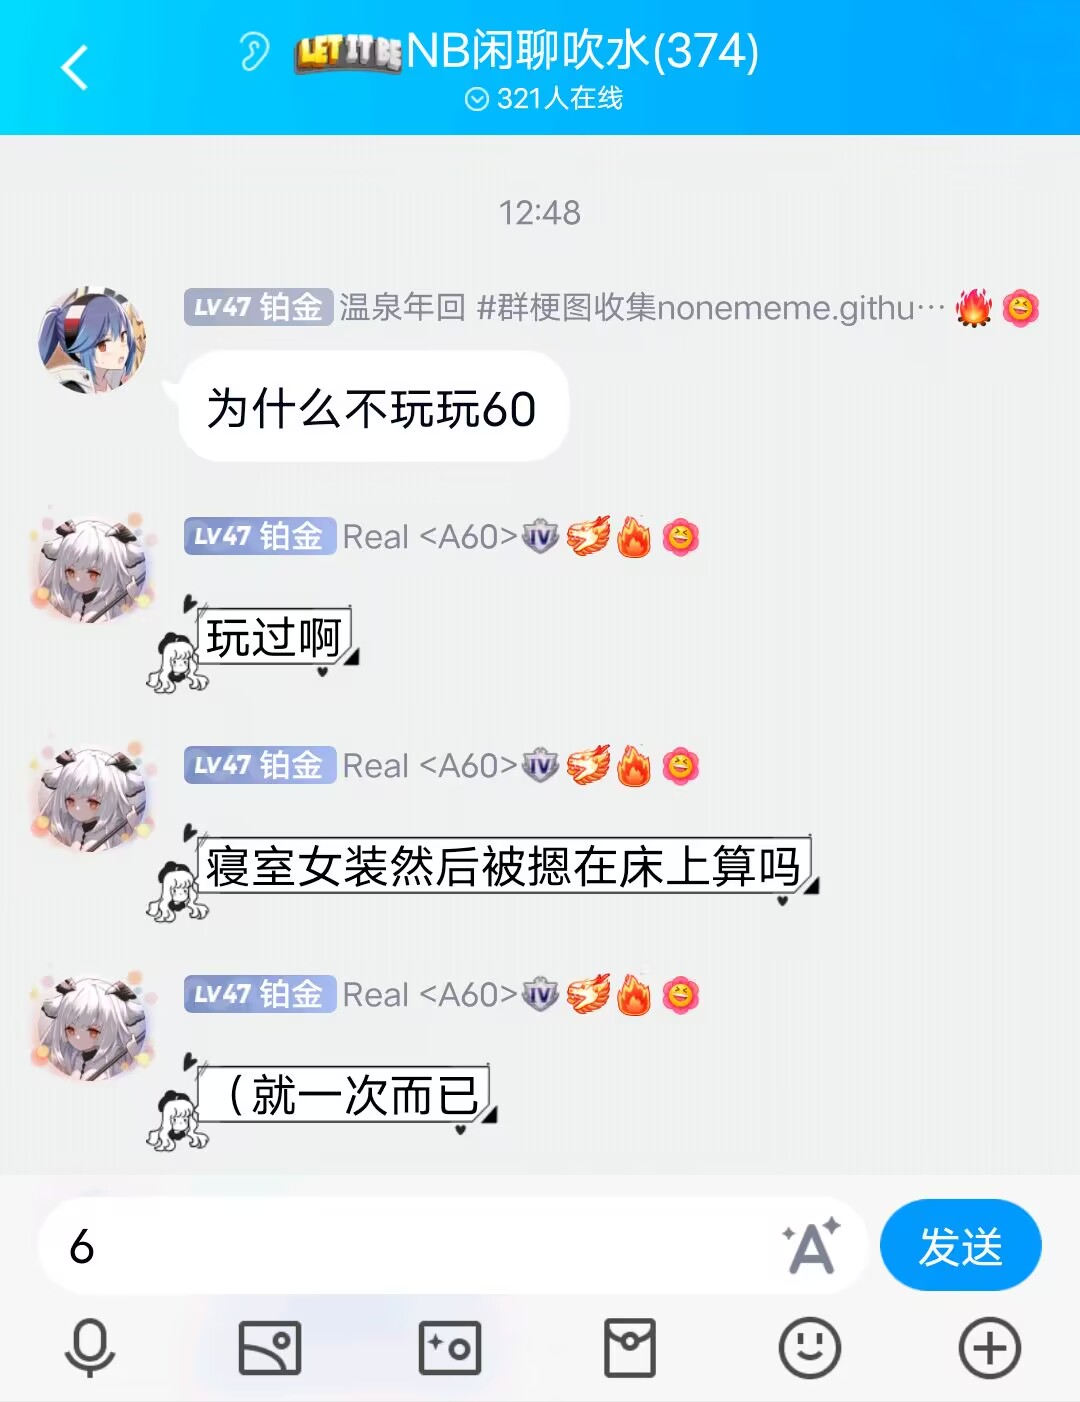 LET IT BE NB闲聊吹水(374)
321人在线
12:48
LV47 铂金 温泉年回 #群梗图收集nonememe.githu…
为什么不玩玩60
LV47 铂金 Real <A60> IV
玩过啊
LV47 铂金 Real <A60> IV
寝室女装然后被摁在床上算吗
LV47 铂金 Real <A60> IV
（就一次而已
6
A
发送